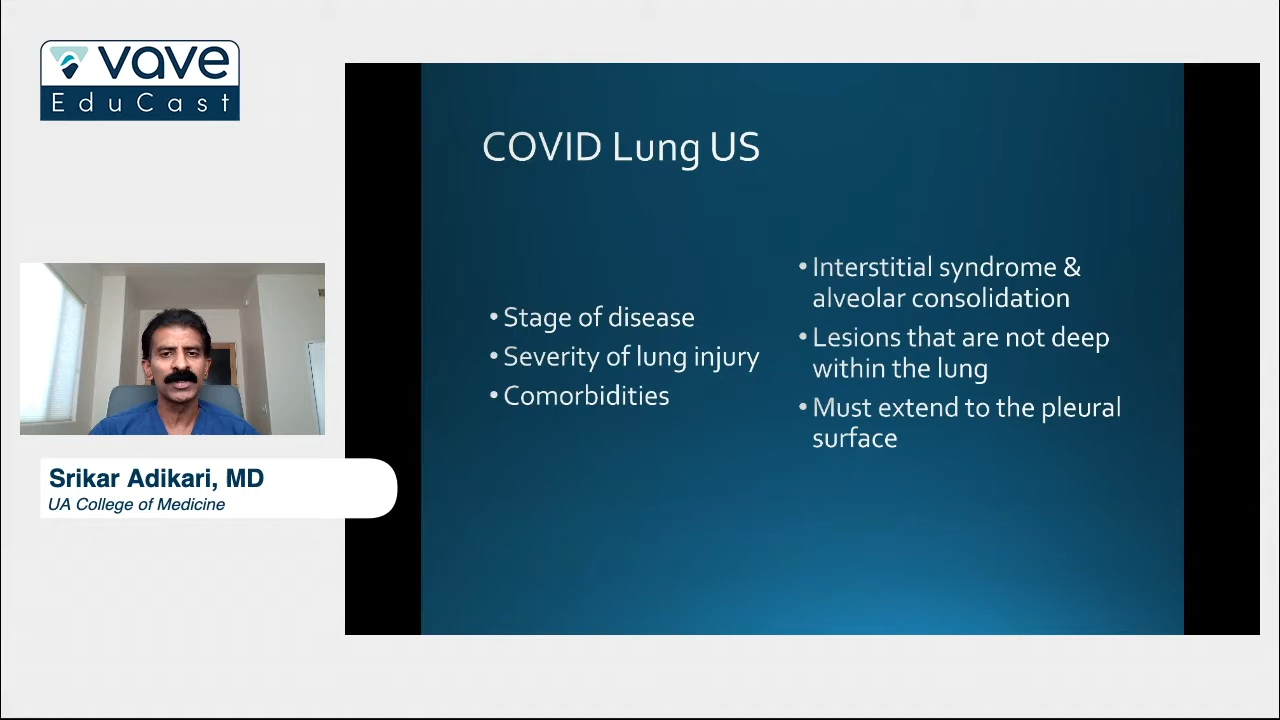 vave
EduCast
Srikar Adikari, MD
UA College of Medicine
COVID Lung US
• Stage of disease
• Severity of lung injury
• Comorbidities
• Interstitial syndrome &
alveolar consolidation
• Lesions that are not deep
within the lung
• Must extend to the pleural
surface